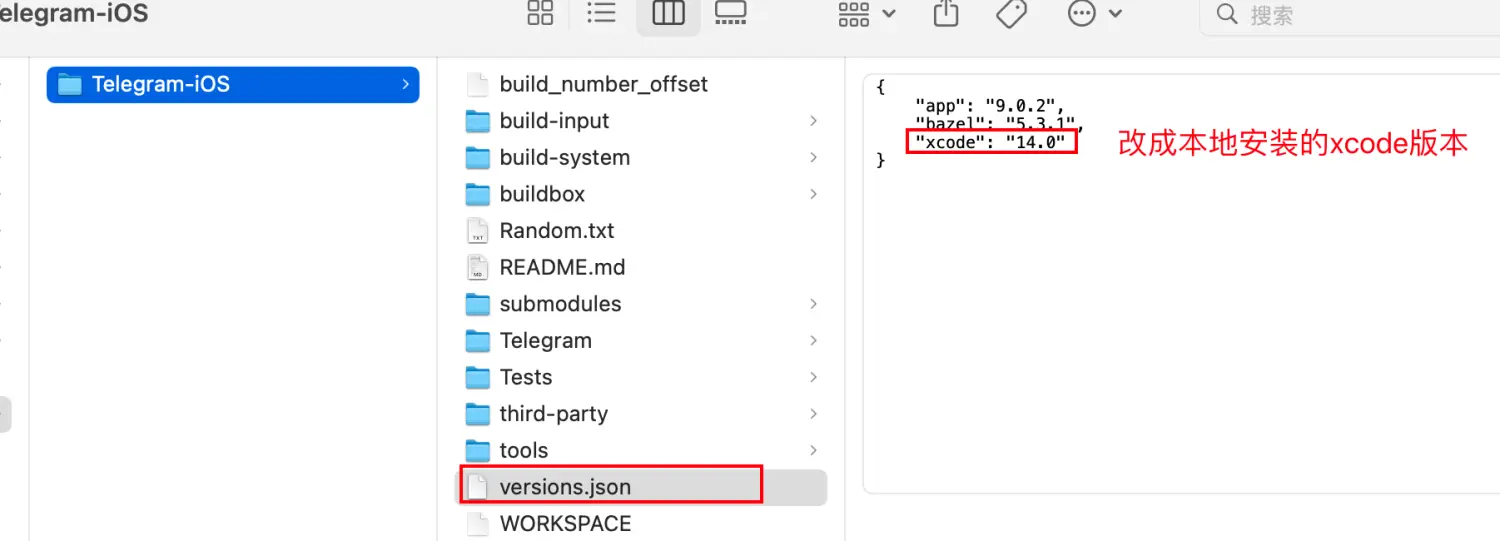 elegram-iOS
搜索
Telegram-iOS
build_number_offset
build-input
build-system
buildbox
Random.txt
README.md
submodules
Telegram
Tests
third-party
tools
versions.json
WORKSPACE
{
"app": "9.0.2",
"bazel": "5.3.1",
"xcode": "14.0"
}
改成本地安装的xcode版本